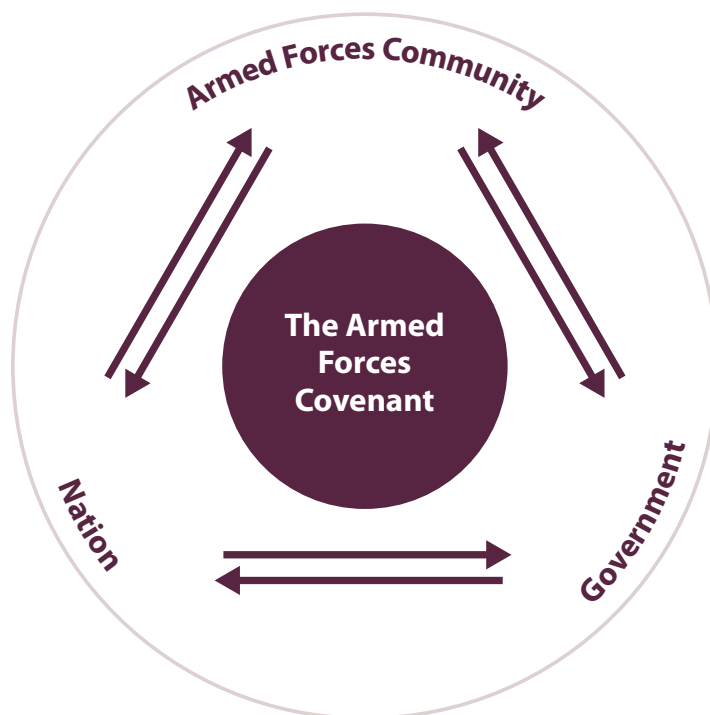 Armed Forces Community
The Armed
Forces
Covenant
Nation
Government